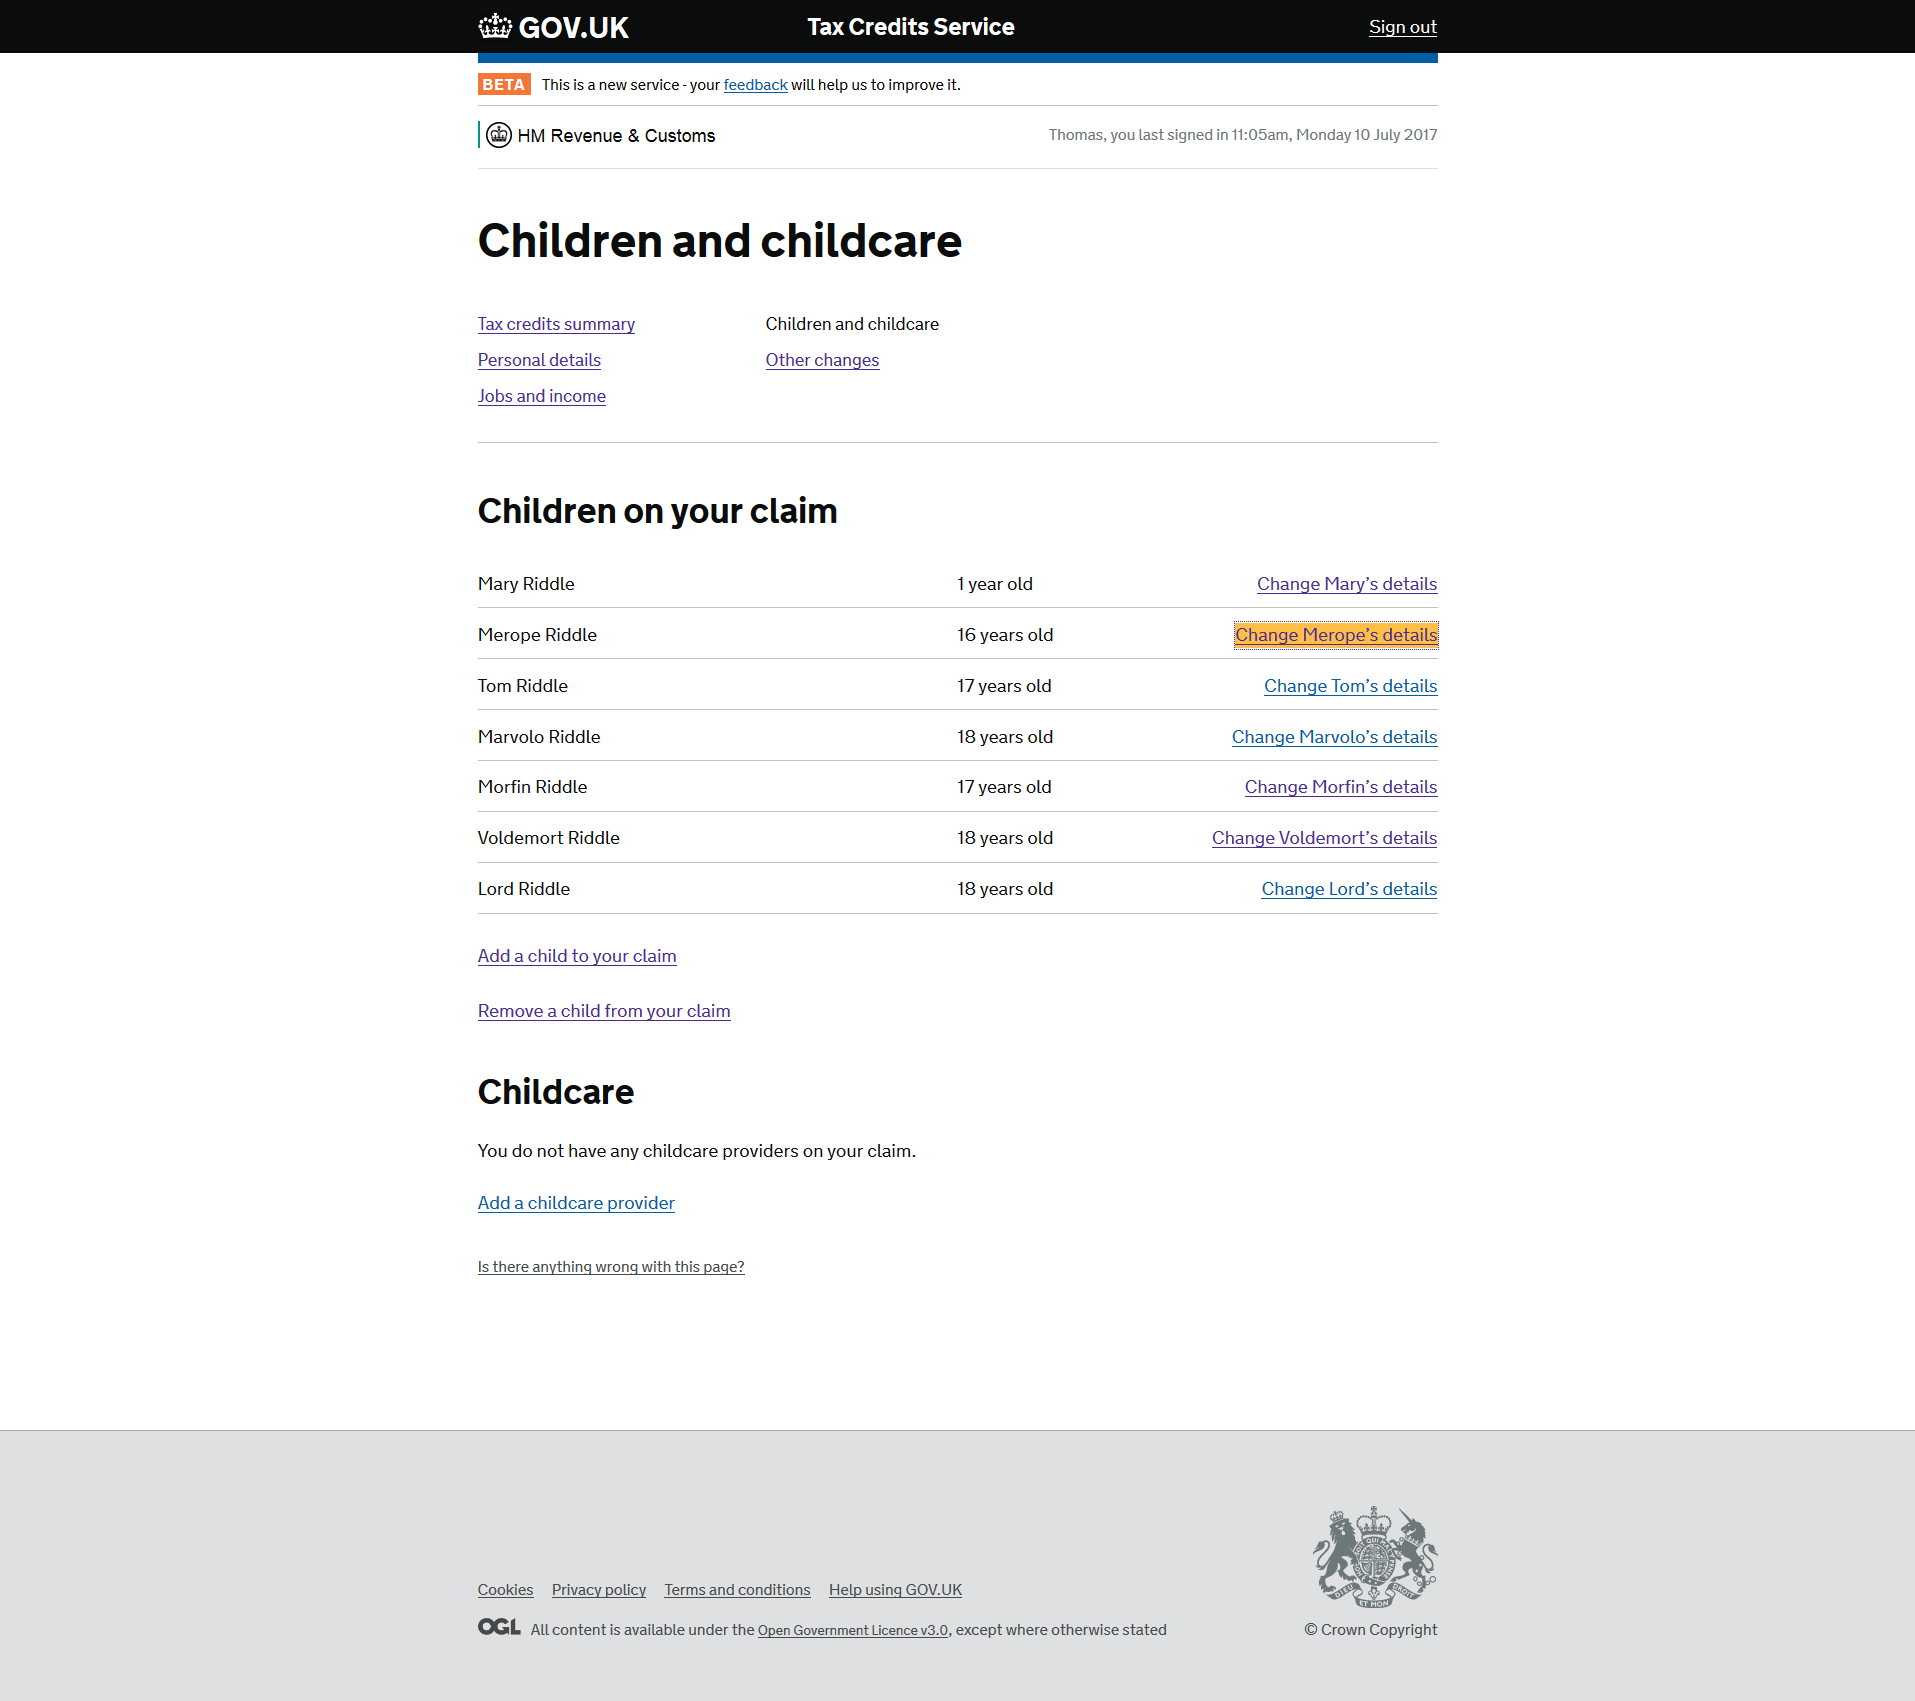 GOV.UK
Tax Credits Service
Sign out
BETA This is a new service - your feedback will help us to improve it.
HM Revenue & Customs
Thomas, you last signed in 11:05am, Monday 10 July 2017
Children and childcare
Tax credits summary
Children and childcare
Personal details
Other changes
Jobs and income
Children on your claim
Mary Riddle 1 year old Change Mary’s details
Merope Riddle 16 years old Change Merope’s details
Tom Riddle 17 years old Change Tom’s details
Marvolo Riddle 18 years old Change Marvolo’s details
Morfin Riddle 17 years old Change Morfin’s details
Voldemort Riddle 18 years old Change Voldemort’s details
Lord Riddle 18 years old Change Lord’s details
Add a child to your claim
Remove a child from your claim
Childcare
You do not have any childcare providers on your claim.
Add a childcare provider
Is there anything wrong with this page?
DIEU ET MON DROIT
Cookies Privacy policy Terms and conditions Help using GOV.UK
OGL All content is available under the Open Government Licence v3.0, except where otherwise stated
© Crown Copyright